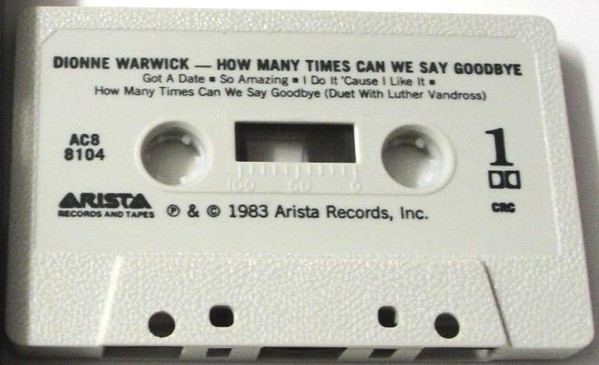 DIONNE WARWICK — HOW MANY TIMES CAN WE SAY GOODBYE
Got A Date ▪ So Amazing ▪ I Do It 'Cause I Like It ▪
How Many Times Can We Say Goodbye (Duet With Luther Vandross)
AC8
8104
1
100 50 0
ARISTA
RECORDS AND TAPES
℗ & © 1983 Arista Records, Inc.
CRC